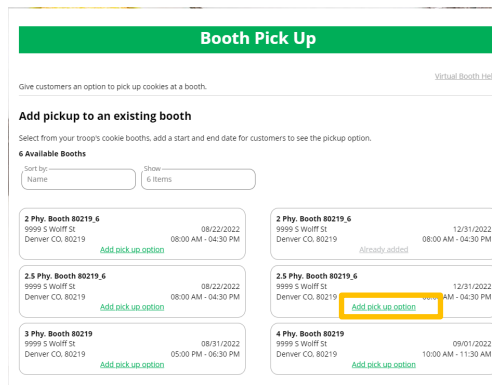 Booth Pick Up
Virtual Booth Hel
Give customers an option to pick up cookies at a booth.
Add pickup to an existing booth
Select from your troop's cookie booths, add a start and end date for customers to see the pickup option.
6 Available Booths
Sort by: Show
Name 6 items
2 Phy. Booth 80219_6
9999 S Wolff St 08/22/2022
Denver CO, 80219 08:00 AM - 04:30 PM
Add pick up option
2 Phy. Booth 80219_6
9999 S Wolff St 12/31/2022
Denver CO, 80219 08:00 AM - 04:30 PM
Already added
2.5 Phy. Booth 80219_6
9999 S Wolff St 08/22/2022
Denver CO, 80219 08:00 AM - 04:30 PM
Add pick up option
2.5 Phy. Booth 80219_6
9999 S Wolff St 12/31/2022
Denver CO, 80219 08:00 AM - 04:30 PM
Add pick up option
3 Phy. Booth 80219
9999 S Wolff St 08/31/2022
Denver CO, 80219 05:00 PM - 06:30 PM
Add pick up option
4 Phy. Booth 80219
9999 S Wolff St 09/01/2022
Denver CO, 80219 10:00 AM - 11:30 AM
Add pick up option